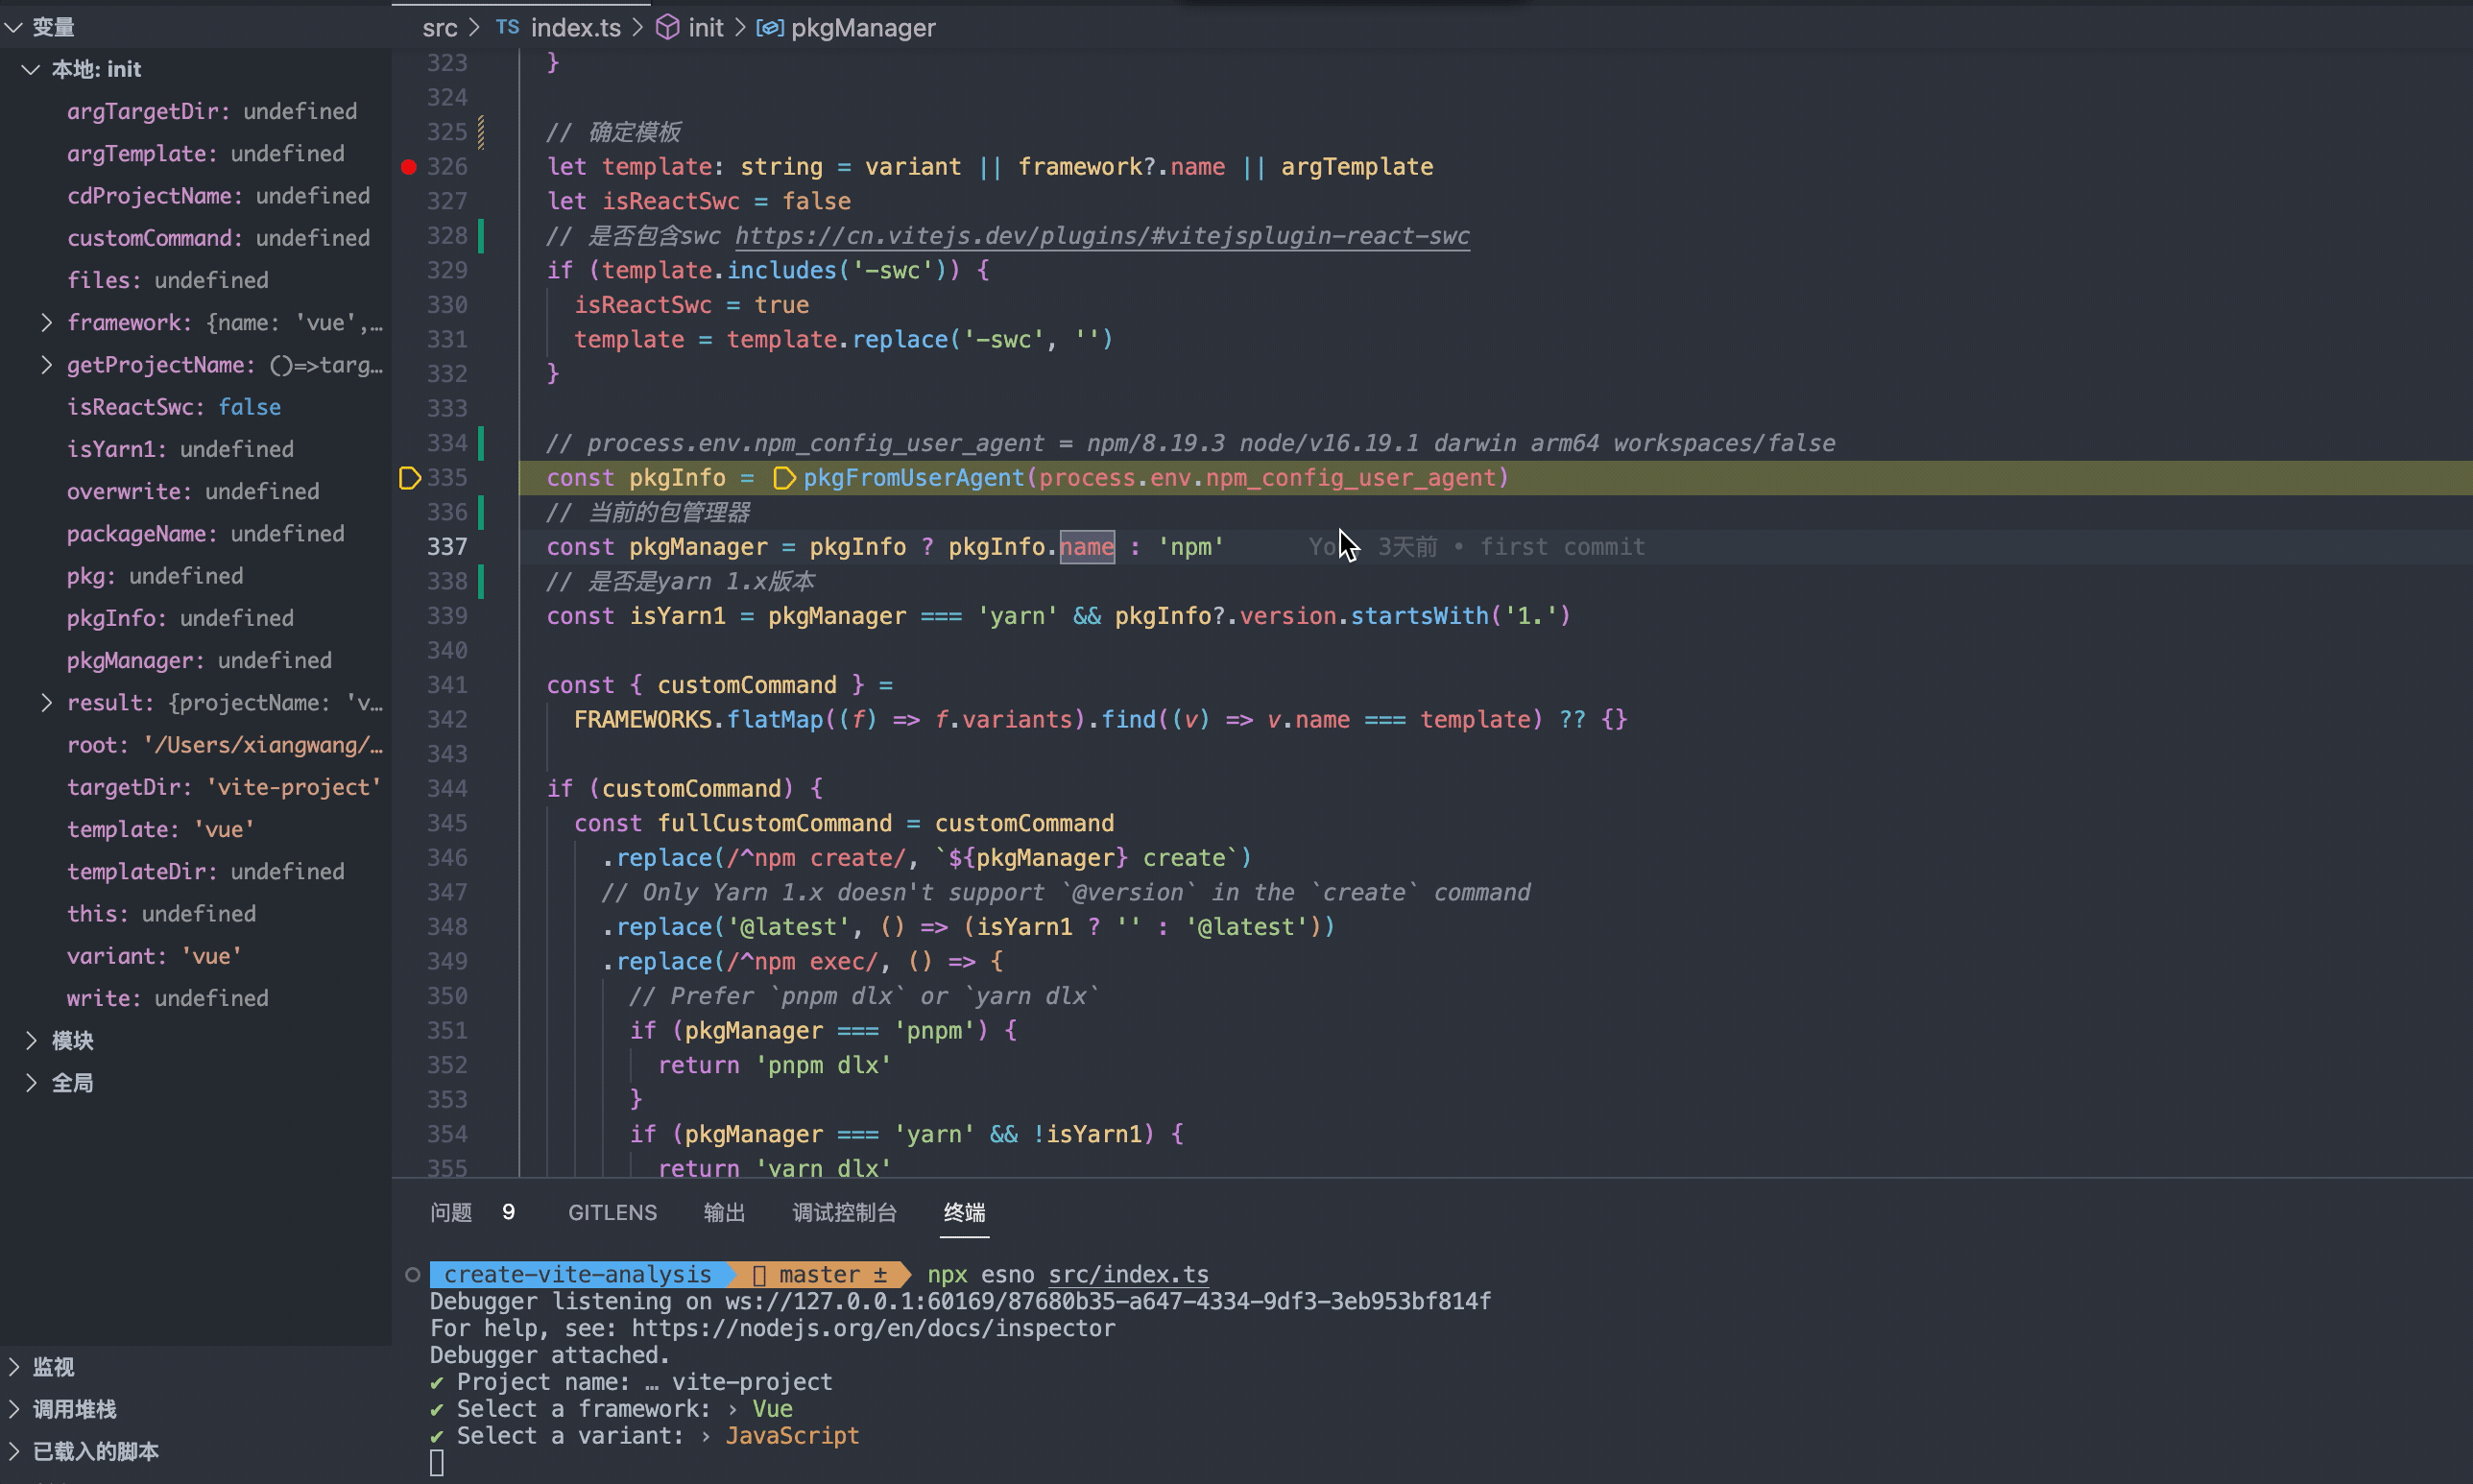 变量
本地: init
argTargetDir: undefined
argTemplate: undefined
cdProjectName: undefined
customCommand: undefined
files: undefined
framework: {name: 'vue',…
getProjectName: ()=>targ…
isReactSwc: false
isYarn1: undefined
overwrite: undefined
packageName: undefined
pkg: undefined
pkgInfo: undefined
pkgManager: undefined
result: {projectName: 'v…
root: '/Users/xiangwang/…
targetDir: 'vite-project'
template: 'vue'
templateDir: undefined
this: undefined
variant: 'vue'
write: undefined
模块
全局
监视
调用堆栈
已载入的脚本
src > TS index.ts > init > pkgManager
323 }
324
325 // 确定模板
326 let template: string = variant || framework?.name || argTemplate
327 let isReactSwc = false
328 // 是否包含swc https://cn.vitejs.dev/plugins/#vitejsplugin-react-swc
329 if (template.includes('-swc')) {
330 isReactSwc = true
331 template = template.replace('-swc', '')
332 }
333
334 // process.env.npm_config_user_agent = npm/8.19.3 node/v16.19.1 darwin arm64 workspaces/false
335 const pkgInfo = pkgFromUserAgent(process.env.npm_config_user_agent)
336 // 当前的包管理器
337 const pkgManager = pkgInfo ? pkgInfo.name : 'npm' 3天前 • first commit
338 // 是否是yarn 1.x版本
339 const isYarn1 = pkgManager === 'yarn' && pkgInfo?.version.startsWith('1.')
340
341 const { customCommand } =
342 FRAMEWORKS.flatMap((f) => f.variants).find((v) => v.name === template) ?? {}
343
344 if (customCommand) {
345 const fullCustomCommand = customCommand
346 .replace(/^npm create/, `${pkgManager} create`)
347 // Only Yarn 1.x doesn't support `@version` in the `create` command
348 .replace('@latest', () => (isYarn1 ? '' : '@latest'))
349 .replace(/^npm exec/, () => {
350 // Prefer `pnpm dlx` or `yarn dlx`
351 if (pkgManager === 'pnpm') {
352 return 'pnpm dlx'
353 }
354 if (pkgManager === 'yarn' && !isYarn1) {
355 return 'yarn dlx'
问题 9 GITLENS 输出 调试控制台 终端
create-vite-analysis master ± npx esno src/index.ts
Debugger listening on ws://127.0.0.1:60169/87680b35-a647-4334-9df3-3eb953bf814f
For help, see: https://nodejs.org/en/docs/inspector
Debugger attached.
✔ Project name: … vite-project
✔ Select a framework: › Vue
✔ Select a variant: › JavaScript